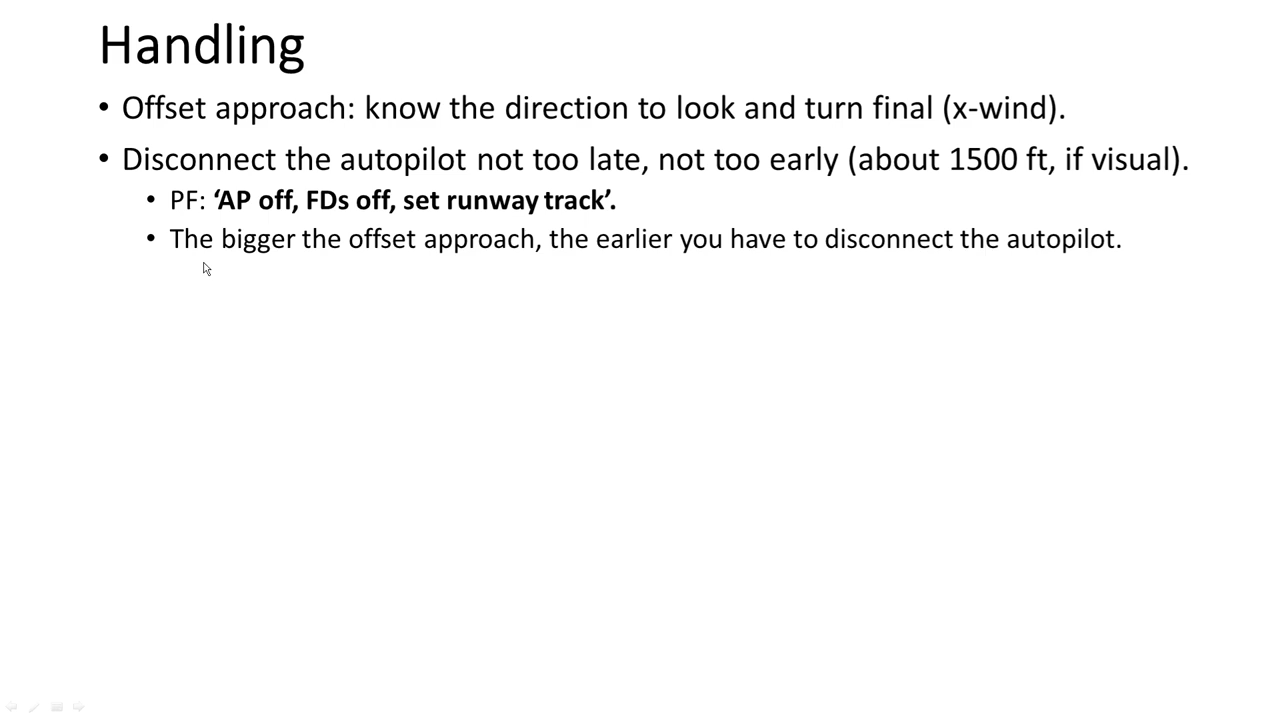 Handling
• Offset approach: know the direction to look and turn final (x-wind).
• Disconnect the autopilot not too late, not too early (about 1500 ft, if visual).
• PF: ‘AP off, FDs off, set runway track’.
• The bigger the offset approach, the earlier you have to disconnect the autopilot.